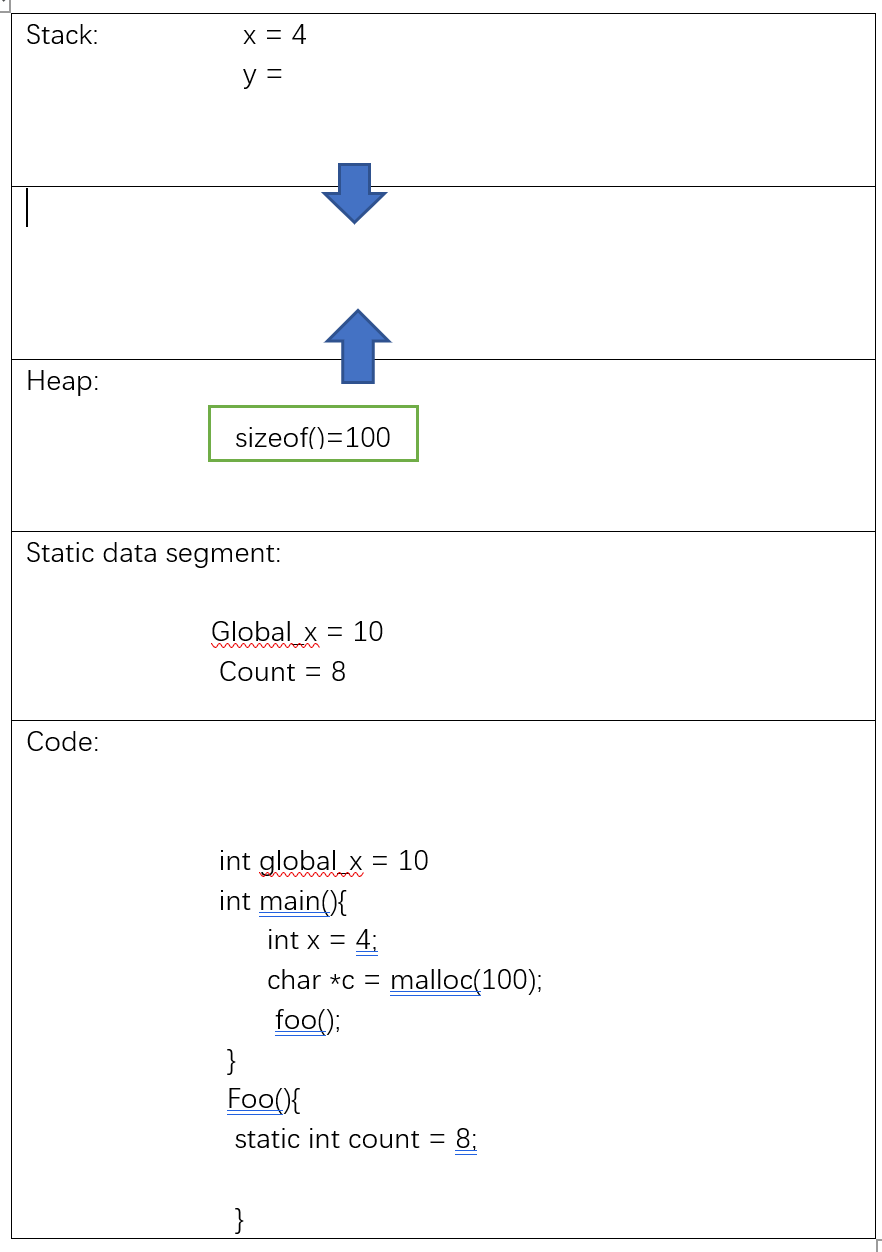 Stack: x = 4
y =
Heap:
sizeof()=100
Static data segment:
Global_x = 10
Count = 8
Code:
int global_x = 10
int main(){
int x = 4;
char *c = malloc(100);
foo();
}
Foo(){
static int count = 8;
}